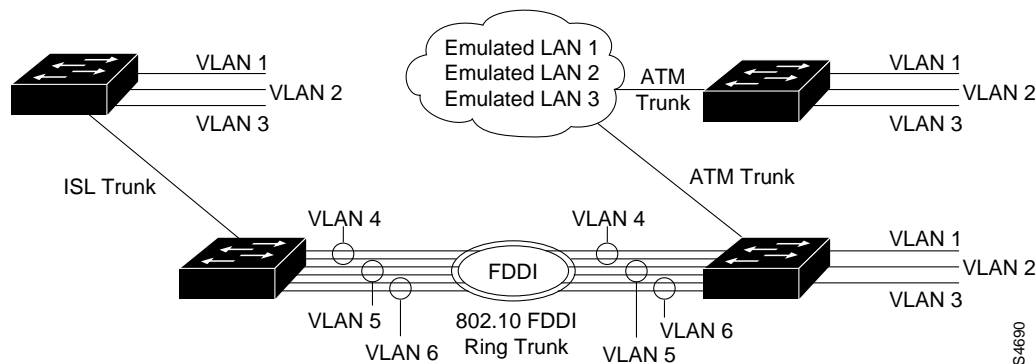 VLAN 1
VLAN 2
VLAN 3
Emulated LAN 1
Emulated LAN 2
Emulated LAN 3
ATM
Trunk
VLAN 1
VLAN 2
VLAN 3
ISL Trunk
ATM Trunk
VLAN 4
FDDI
VLAN 4
VLAN 5
VLAN 6
802.10 FDDI
Ring Trunk
VLAN 6
VLAN 5
VLAN 1
VLAN 2
VLAN 3
S4690